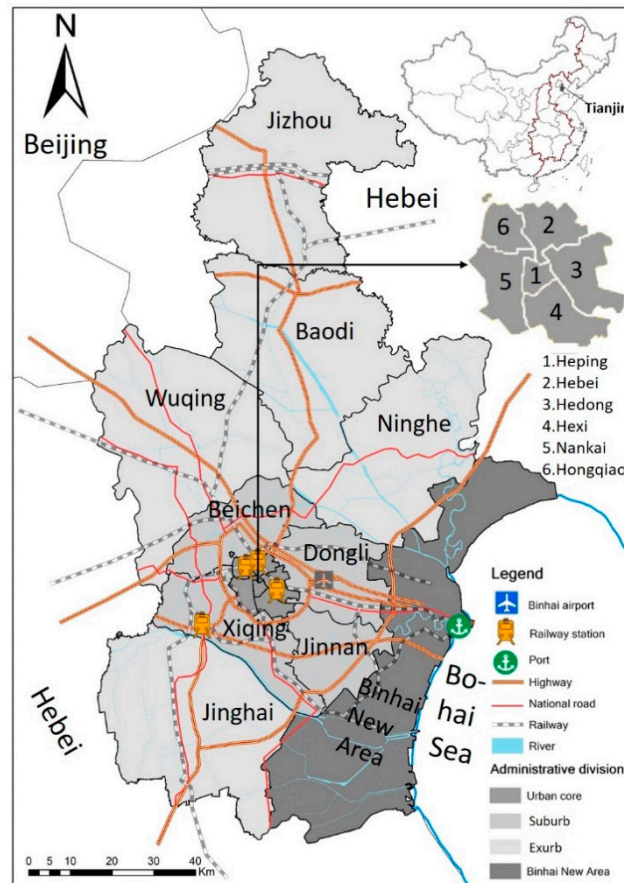 N
Beijing
Jizhou
Hebei
Tianjin
6
2
5
1
3
4
1.Heping
2.Hebei
3.Hedong
4.Hexi
5.Nankai
6.Hongqiao
Baodi
Wuqing
Ninghe
Beichen
Dongli
Xiqing
Jinnan
Jinghai
Hebei
Binhai
New
Area
Bo-
hai
Sea
Legend
Binhai airport
Railway station
Port
Highway
National road
Railway
River
Administrative division
Urban core
Suburb
Exurb
Binhai New Area
0 5 10 20 30 40
Km